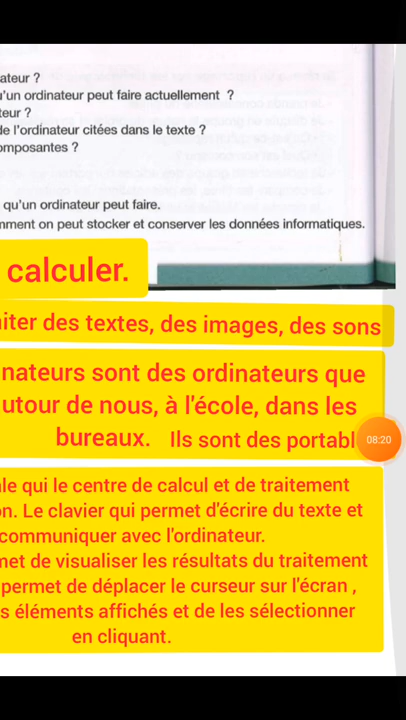 ateur ?
u'un ordinateur peut faire actuellement ?
teur ?
de l'ordinateur citées dans le texte ?
omposantes ?
qu'un ordinateur peut faire.
mment on peut stocker et conserver les données informatiques.
calculer.
iter des textes, des images, des sons
nateurs sont des ordinateurs que
utour de nous, à l'école, dans les
bureaux. Ils sont des portabl
08:20
le qui le centre de calcul et de traitement
on. Le clavier qui permet d'écrire du texte et
communiquer avec l'ordinateur.
met de visualiser les résultats du traitement
permet de déplacer le curseur sur l'écran ,
s éléments affichés et de les sélectionner
en cliquant.